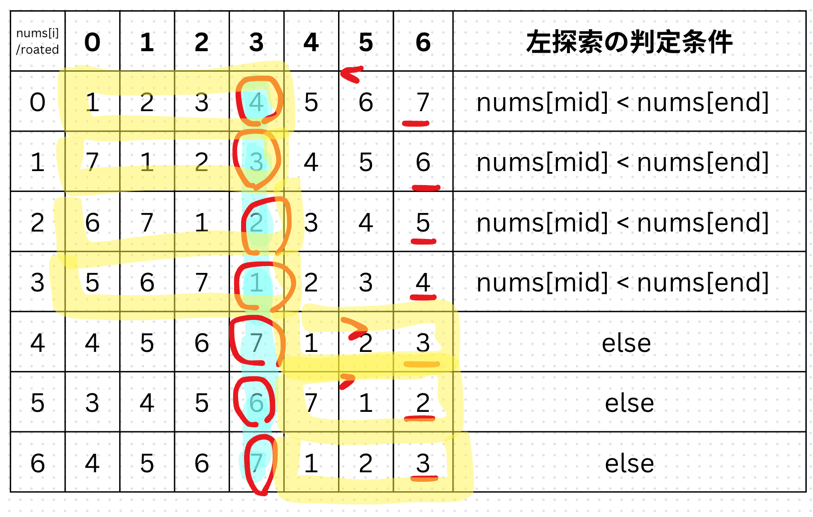 nums[i]
/roated 0 1 2 3 4 5 6 左探索の判定条件
0 1 2 3 4 5 6 7 nums[mid] < nums[end]
1 7 1 2 3 4 5 6 nums[mid] < nums[end]
2 6 7 1 2 3 4 5 nums[mid] < nums[end]
3 5 6 7 1 2 3 4 nums[mid] < nums[end]
4 4 5 6 7 1 2 3 else
5 3 4 5 6 7 1 2 else
6 4 5 6 7 1 2 3 else